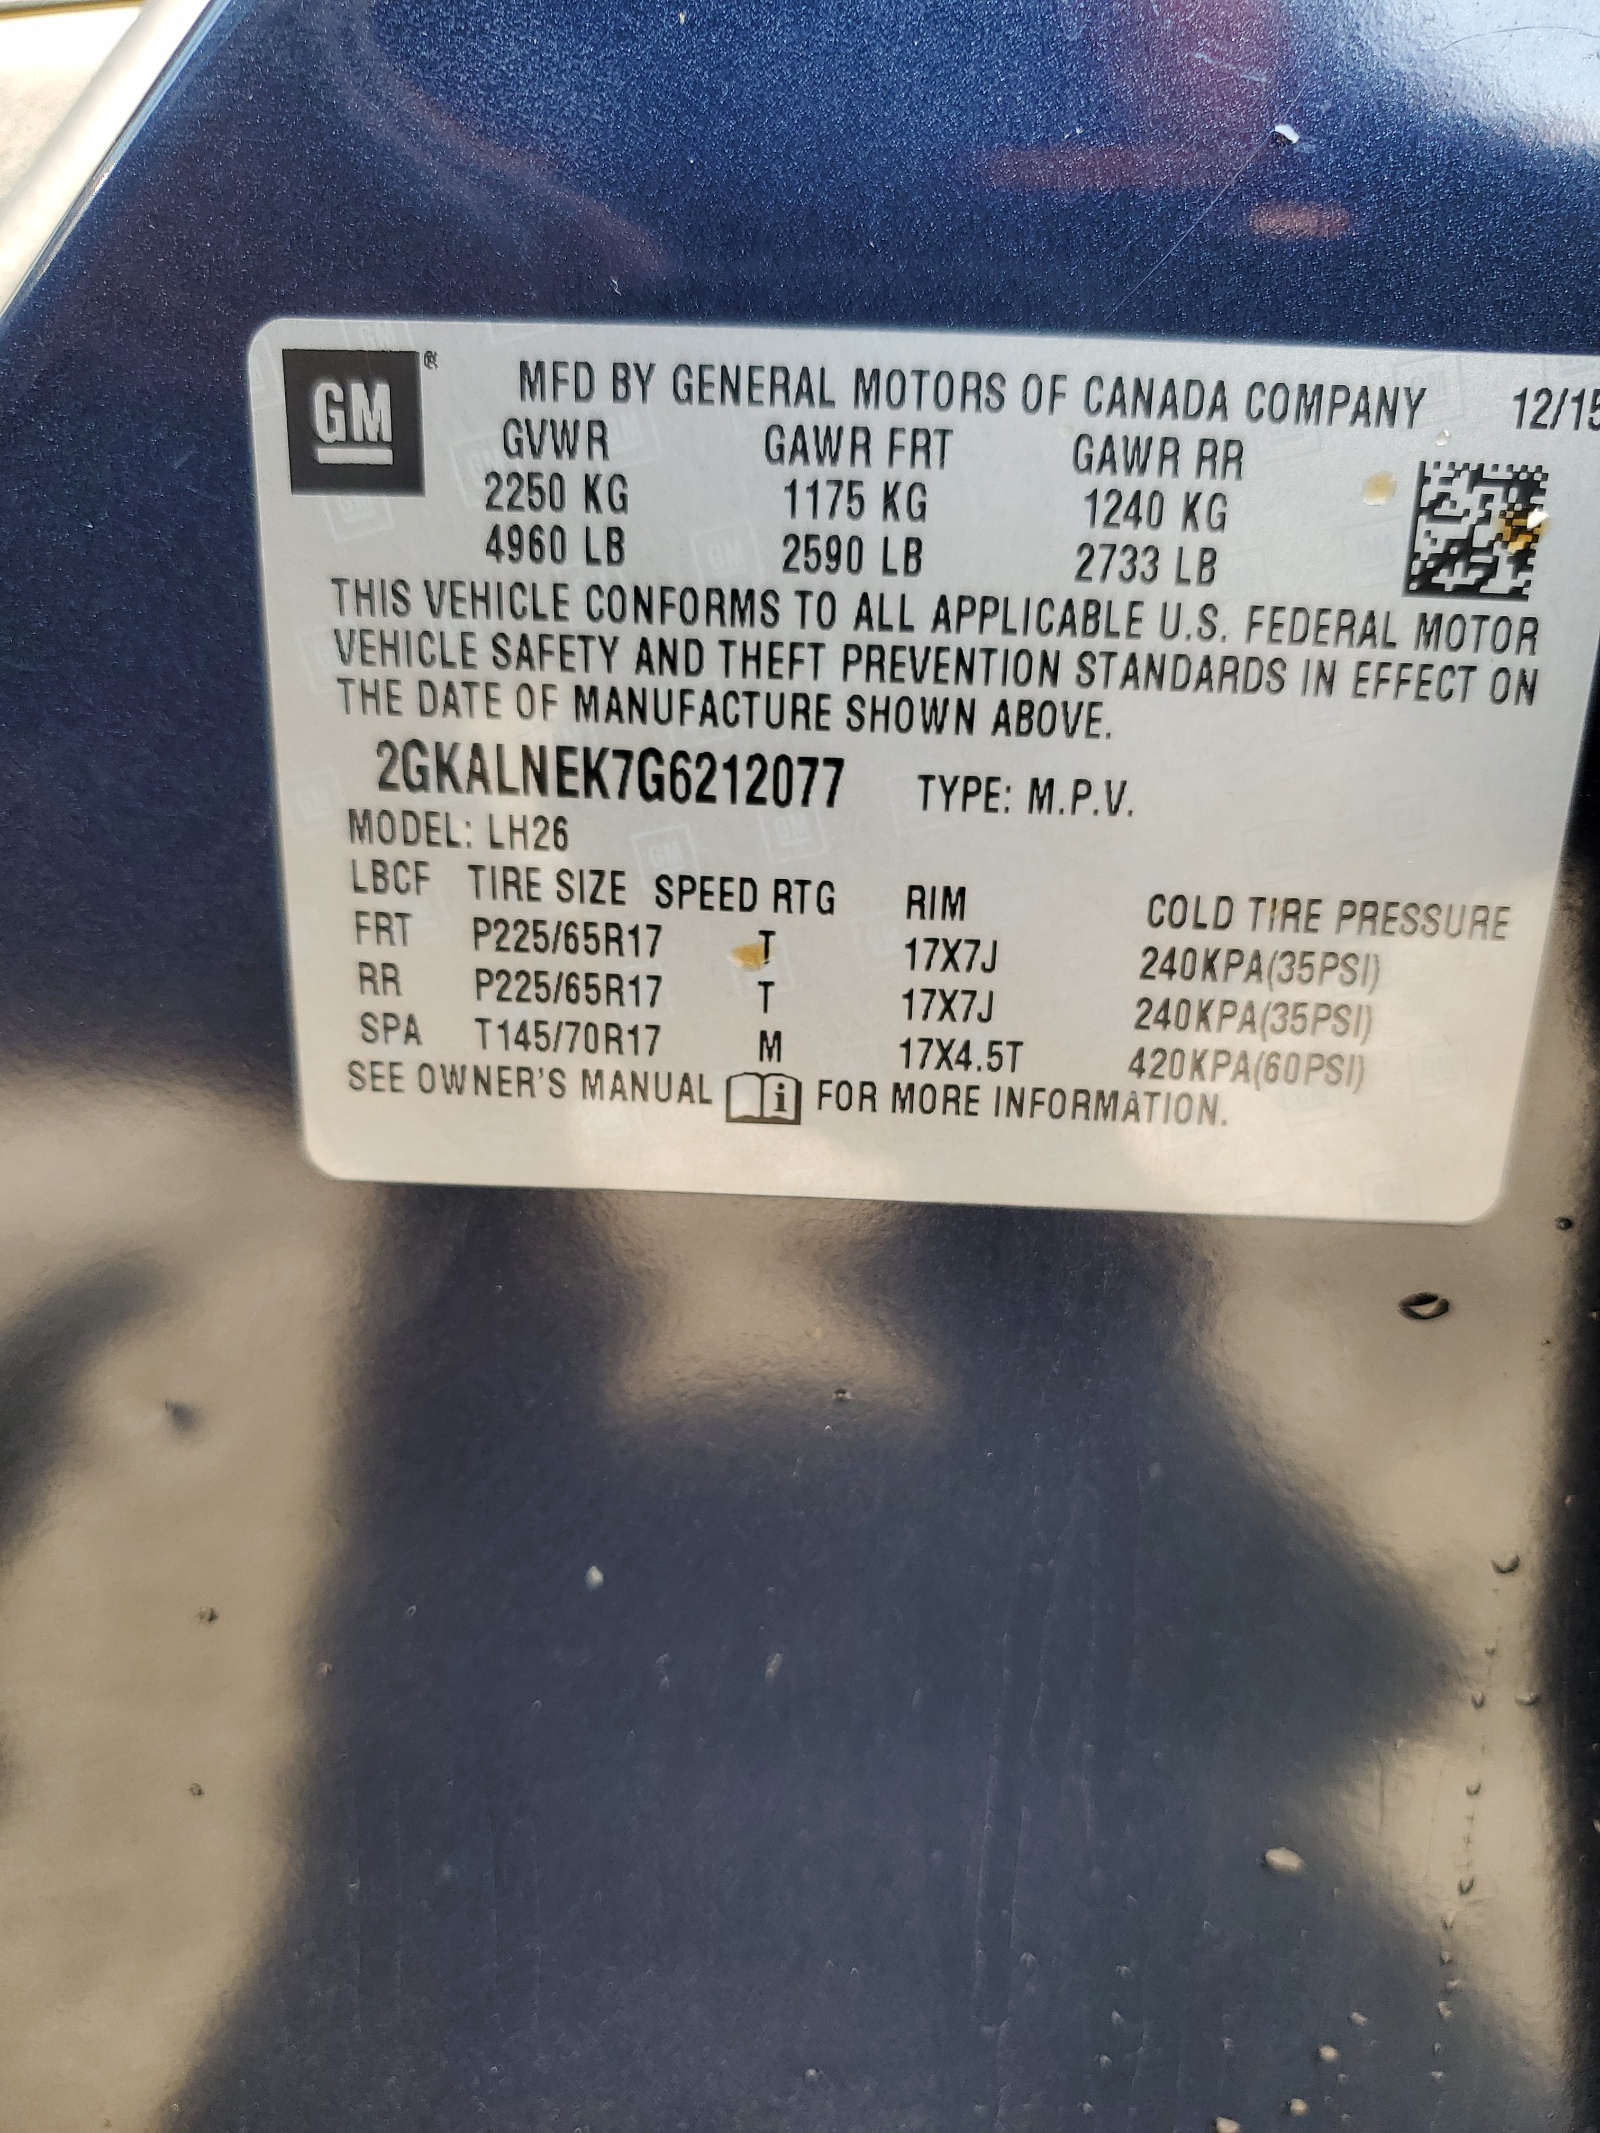 GM ® MFD BY GENERAL MOTORS OF CANADA COMPANY 12/15
GVWR GAWR FRT GAWR RR
2250 KG 1175 KG 1240 KG
4960 LB 2590 LB 2733 LB
THIS VEHICLE CONFORMS TO ALL APPLICABLE U.S. FEDERAL MOTOR
VEHICLE SAFETY AND THEFT PREVENTION STANDARDS IN EFFECT ON
THE DATE OF MANUFACTURE SHOWN ABOVE.
2GKALNEK7G6212077 TYPE: M.P.V.
MODEL: LH26
LBCF TIRE SIZE SPEED RTG RIM COLD TIRE PRESSURE
FRT P225/65R17 T 17X7J 240KPA(35PSI)
RR P225/65R17 T 17X7J 240KPA(35PSI)
SPA T145/70R17 M 17X4.5T 420KPA(60PSI)
SEE OWNER'S MANUAL i FOR MORE INFORMATION.